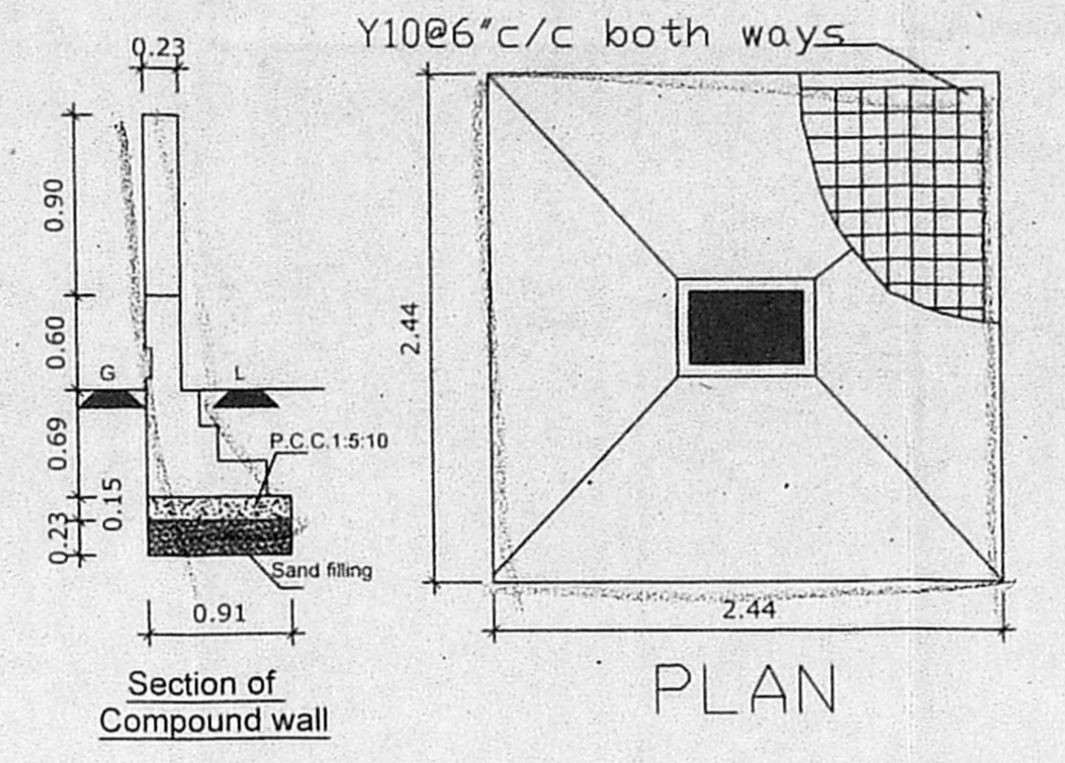 0.23
Y10@6"c/c both ways
0.90
0.60
G L
0.69
P.C.C.1:5:10
0.15
0.23
Sand filling
0.91
2.44
2.44
Section of
Compound wall
PLAN